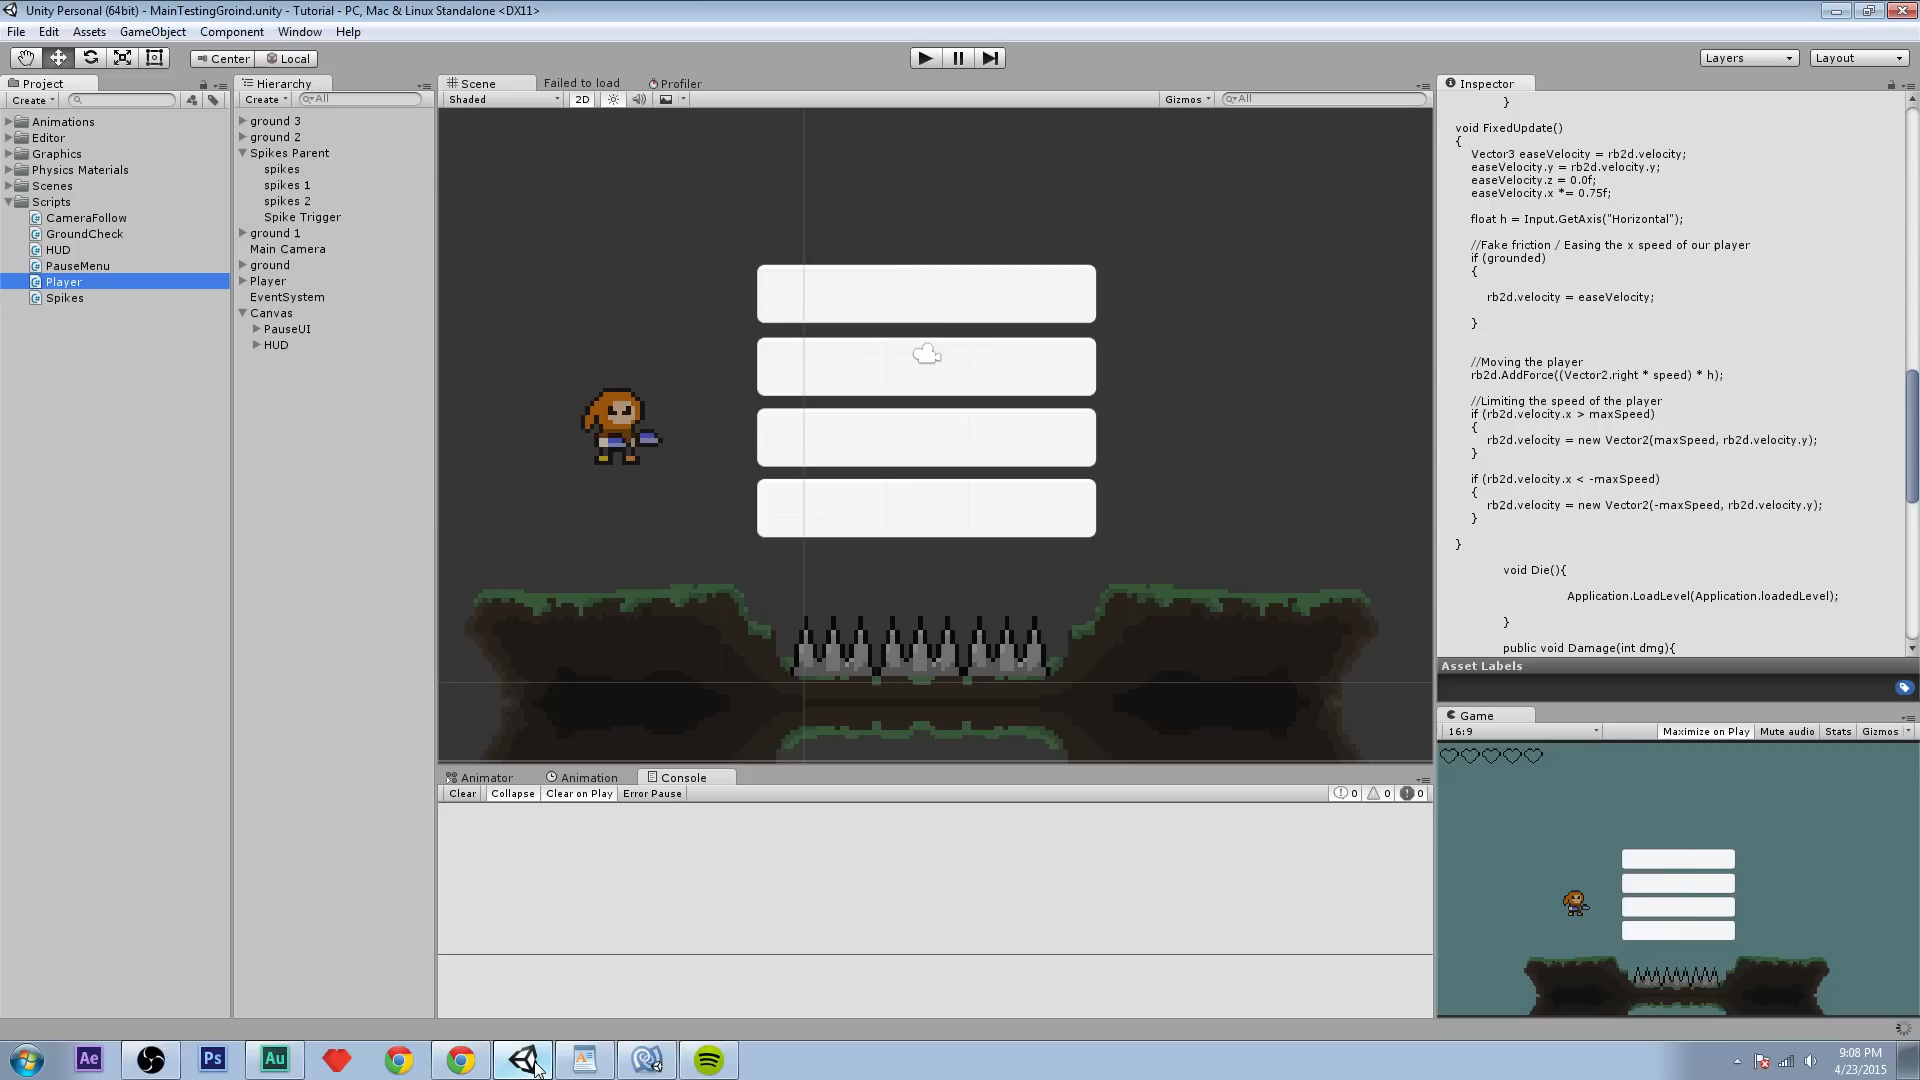 Unity Personal (64bit) - MainTestingGroind.unity - Tutorial - PC, Mac & Linux Standalone <DX11>
File Edit Assets GameObject Component Window Help
Center Local Layers Layout
Project
Create
Animations
Editor
Graphics
Physics Materials
Scenes
Scripts
CameraFollow
GroundCheck
HUD
PauseMenu
Player
Spikes
Hierarchy
Create All
ground 3
ground 2
Spikes Parent
spikes
spikes 1
spikes 2
Spike Trigger
ground 1
Main Camera
ground
Player
EventSystem
Canvas
PauseUI
HUD
Scene Failed to load Profiler
Shaded 2D Gizmos All
Animator Animation Console
Clear Collapse Clear on Play Error Pause 0 0 0
Inspector
}
void FixedUpdate()
{
Vector3 easeVelocity = rb2d.velocity;
easeVelocity.y = rb2d.velocity.y;
easeVelocity.z = 0.0f;
easeVelocity.x *= 0.75f;
float h = Input.GetAxis("Horizontal");
//Fake friction / Easing the x speed of our player
if (grounded)
{
rb2d.velocity = easeVelocity;
}
//Moving the player
rb2d.AddForce((Vector2.right * speed) * h);
//Limiting the speed of the player
if (rb2d.velocity.x > maxSpeed)
{
rb2d.velocity = new Vector2(maxSpeed, rb2d.velocity.y);
}
if (rb2d.velocity.x < -maxSpeed)
{
rb2d.velocity = new Vector2(-maxSpeed, rb2d.velocity.y);
}
}
void Die(){
Application.LoadLevel(Application.loadedLevel);
}
public void Damage(int dmg){
Asset Labels
Game
16:9 Maximize on Play Mute audio Stats Gizmos
Ae Ps Au
9:08 PM
4/23/2015